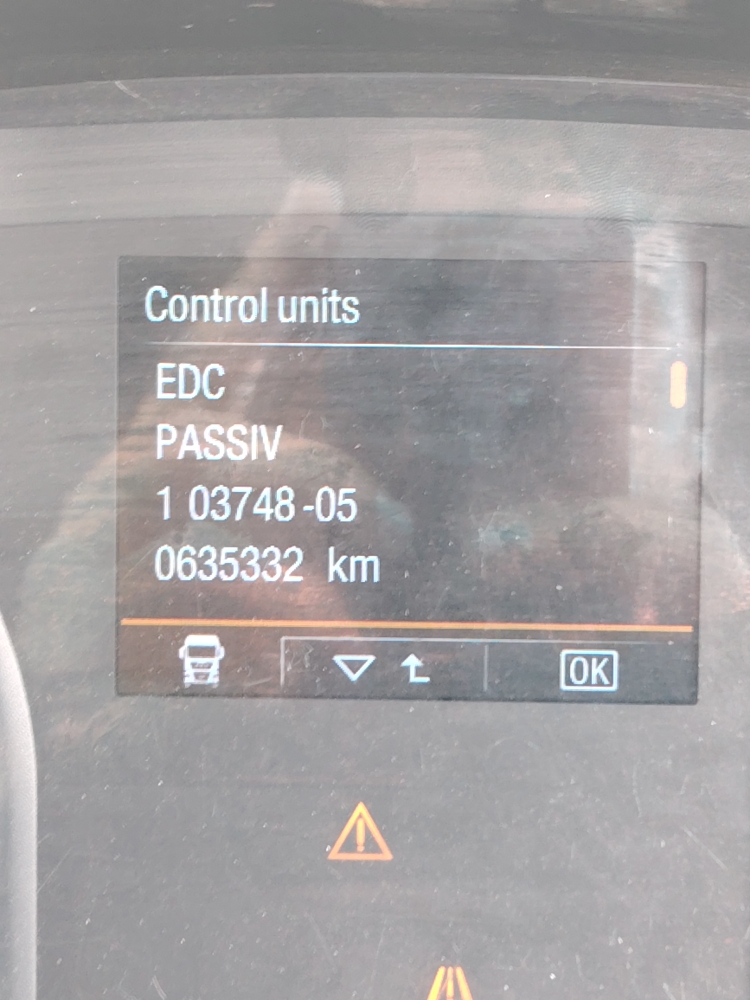 Control units
EDC
PASSIV
1 03748-05
0635332 km
OK